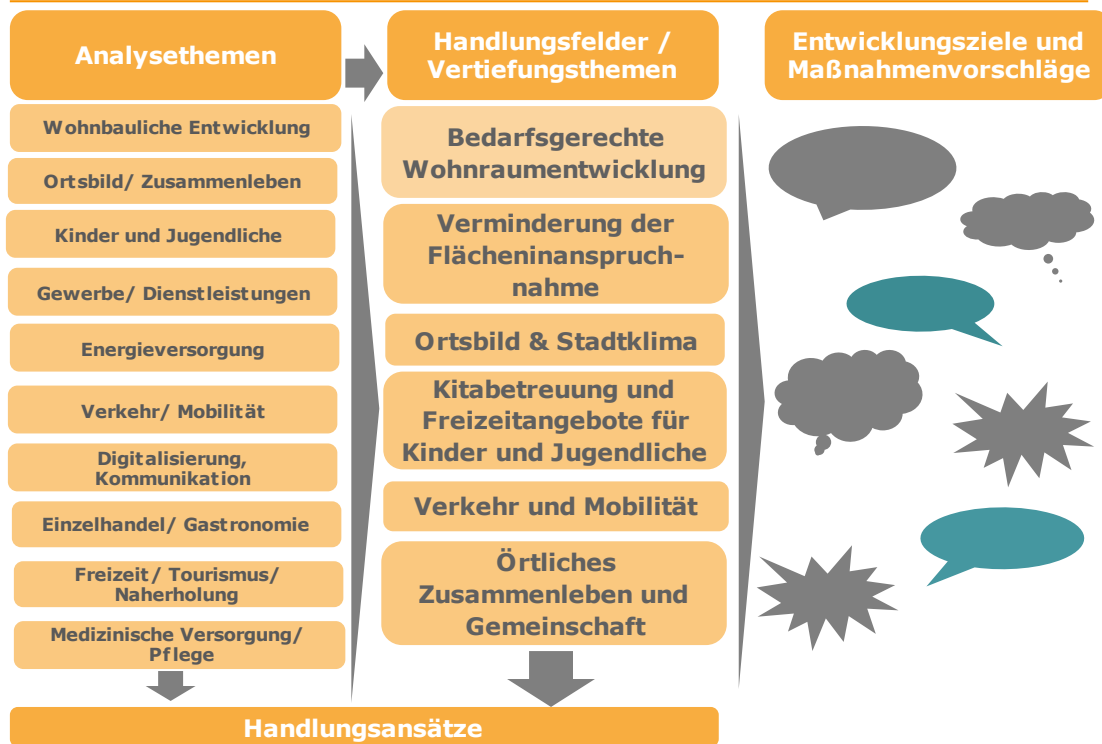 Analysethemen
Wohnbauliche Entwicklung
Ortsbild/ Zusammenleben
Kinder und Jugendliche
Gewerbe/ Dienstleistungen
Energieversorgung
Verkehr/ Mobilität
Digitalisierung,
Kommunikation
Einzelhandel/ Gastronomie
Freizeit/ Tourismus/
Naherholung
Medizinische Versorgung/
Pflege
Handlungsfelder /
Vertiefungsthemen
Bedarfsgerechte
Wohnraumentwicklung
Verminderung der
Flächeninanspruch-
nahme
Ortsbild & Stadtklima
Kitabetreuung und
Freizeitangebote für
Kinder und Jugendliche
Verkehr und Mobilität
Örtliches
Zusammenleben und
Gemeinschaft
Entwicklungsziele und
Maßnahmenvorschläge
Handlungsansätze